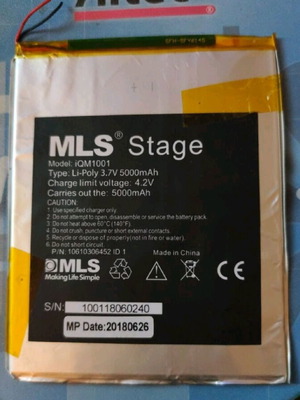 MLS® Stage
Model: iQM1001
Type: Li-Poly 3.7V 5000mAh
Charge limit voltage: 4.2V
Carries out the: 5000mAh
CAUTION:
1. Use specified charger only
2. Do not attempt to open, disassemble or service the battery pack.
3. Do not heat above 60°C (140°F)
4. Do not crush, puncture or short external contacts.
5. Recycle or dispose of properly(not in fire or water).
6. No short circuit!
P/N: 10610306452 ID 1
Made in China
MLS
Making Life Simple
S/N: 100118060240
MP Date: 20180626